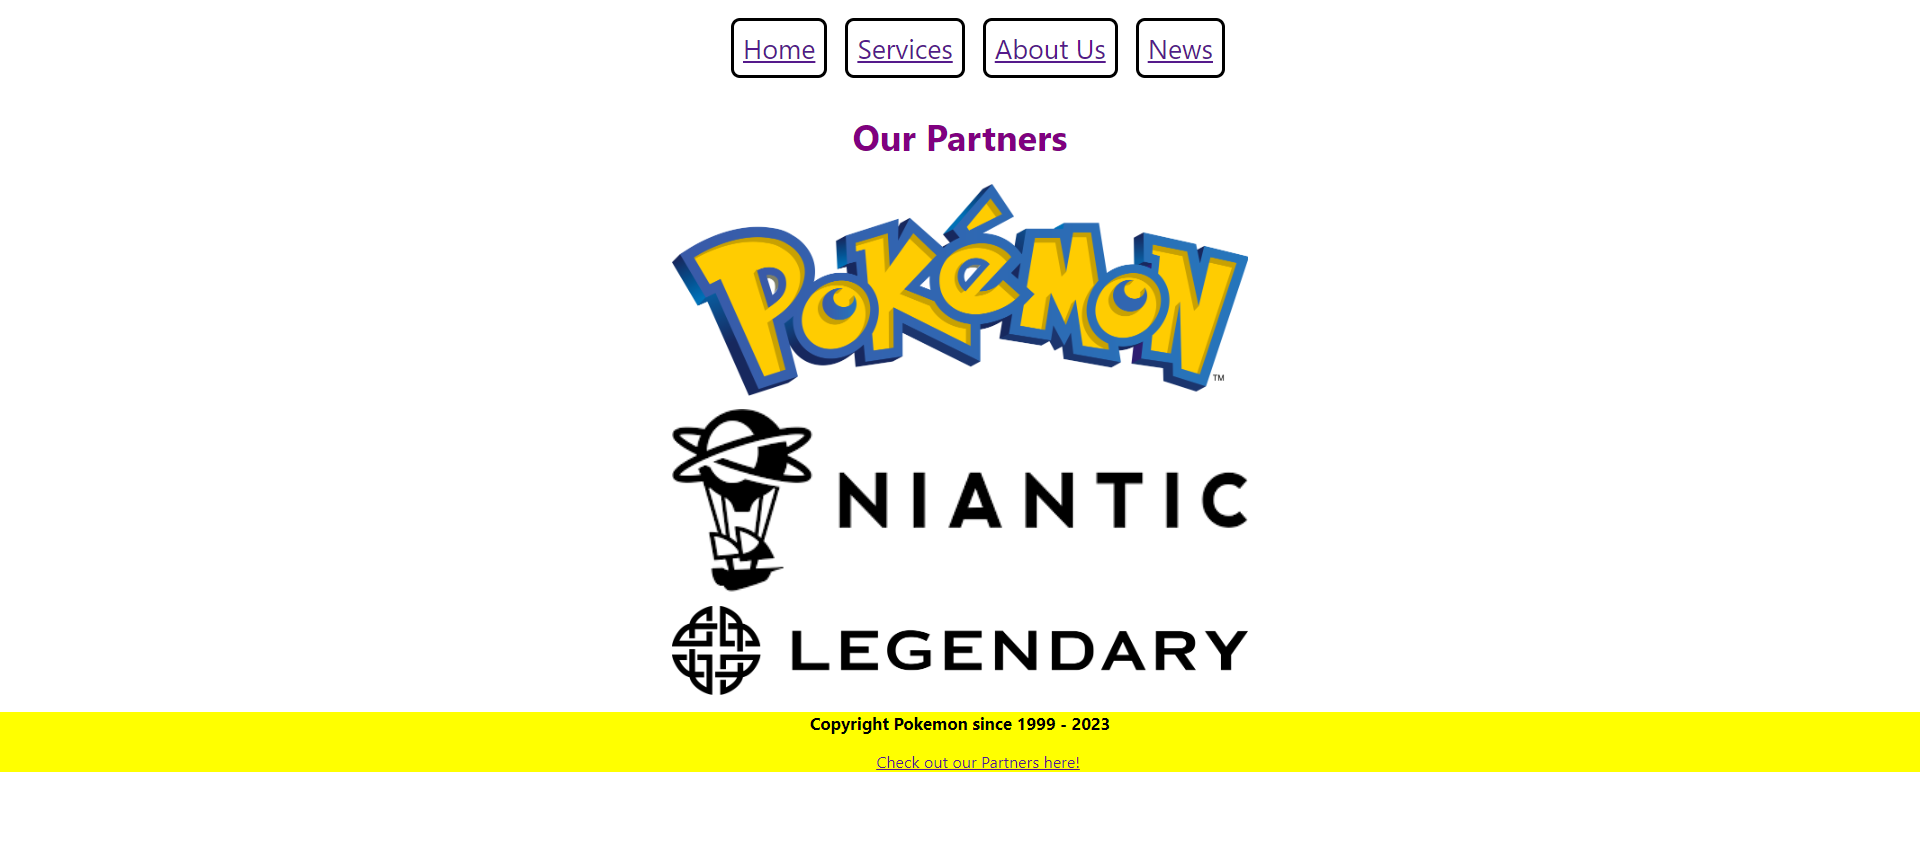 Home Services About Us News
Our Partners
Pokémon
TM
NIANTIC
LEGENDARY
Copyright Pokemon since 1999 - 2023
Check out our Partners here!